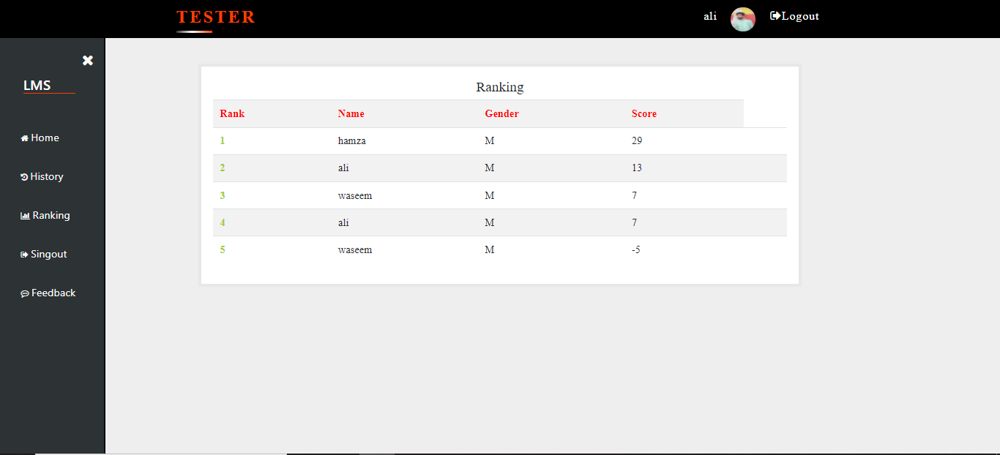 TESTER
ali Logout
LMS
Home
History
Ranking
Singout
Feedback
Ranking
Rank Name Gender Score
1 hamza M 29
2 ali M 13
3 waseem M 7
4 ali M 7
5 waseem M -5